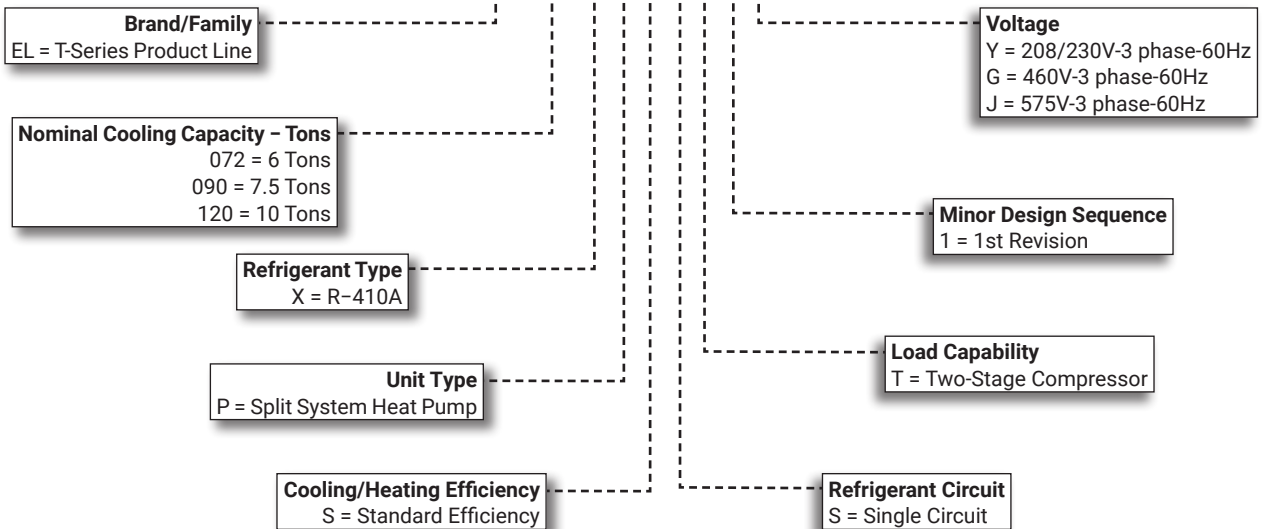 Brand/Family
EL = T-Series Product Line
Voltage
Y = 208/230V-3 phase-60Hz
G = 460V-3 phase-60Hz
J = 575V-3 phase-60Hz
Nominal Cooling Capacity – Tons
072 = 6 Tons
090 = 7.5 Tons
120 = 10 Tons
Minor Design Sequence
1 = 1st Revision
Refrigerant Type
X = R−410A
Load Capability
T = Two-Stage Compressor
Unit Type
P = Split System Heat Pump
Cooling/Heating Efficiency
S = Standard Efficiency
Refrigerant Circuit
S = Single Circuit